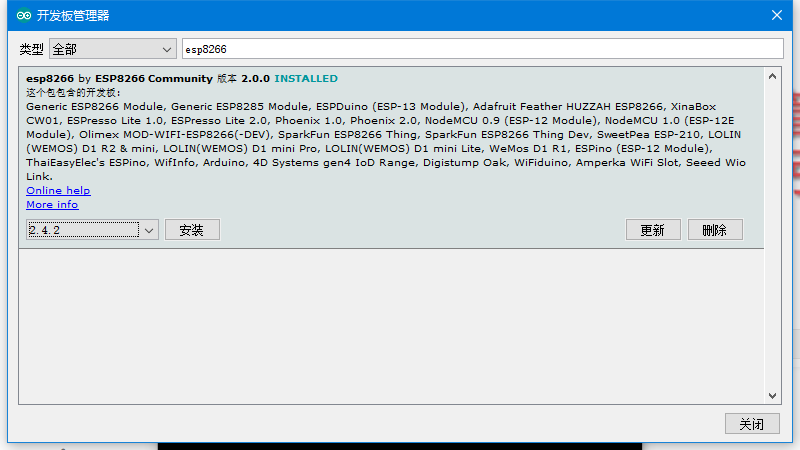 开发板管理器
类型 全部 esp8266
esp8266 by ESP8266 Community 版本 2.0.0 INSTALLED
这个包包含的开发板:
Generic ESP8266 Module, Generic ESP8285 Module, ESPDuino (ESP-13 Module), Adafruit Feather HUZZAH ESP8266, XinaBox
CW01, ESPresso Lite 1.0, ESPresso Lite 2.0, Phoenix 1.0, Phoenix 2.0, NodeMCU 0.9 (ESP-12 Module), NodeMCU 1.0 (ESP-12E
Module), Olimex MOD-WIFI-ESP8266(-DEV), SparkFun ESP8266 Thing, SparkFun ESP8266 Thing Dev, SweetPea ESP-210, LOLIN
(WEMOS) D1 R2 & mini, LOLIN(WEMOS) D1 mini Pro, LOLIN(WEMOS) D1 mini Lite, WeMos D1 R1, ESPino (ESP-12 Module),
ThaiEasyElec's ESPino, WifInfo, Arduino, 4D Systems gen4 IoD Range, Digistump Oak, WiFiduino, Amperka WiFi Slot, Seeed Wio
Link.
Online help
More info
2.4.2 安装 更新 删除
关闭